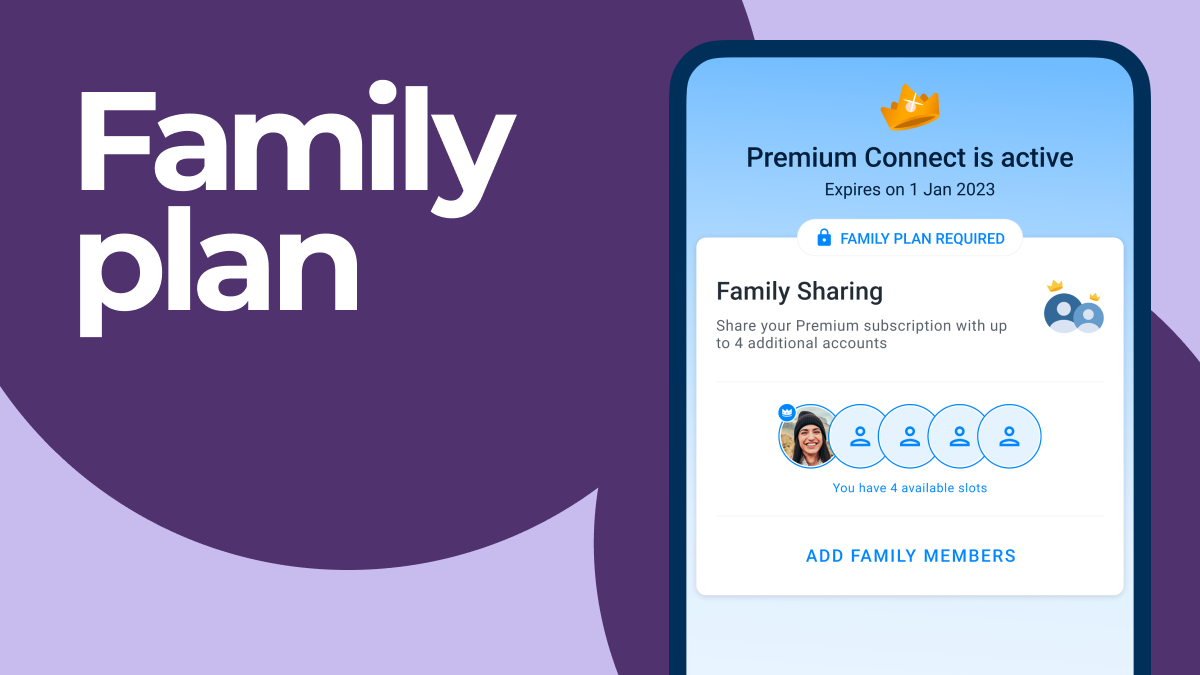 Family
plan
Premium Connect is active
Expires on 1 Jan 2023
FAMILY PLAN REQUIRED
Family Sharing
Share your Premium subscription with up
to 4 additional accounts
You have 4 available slots
ADD FAMILY MEMBERS